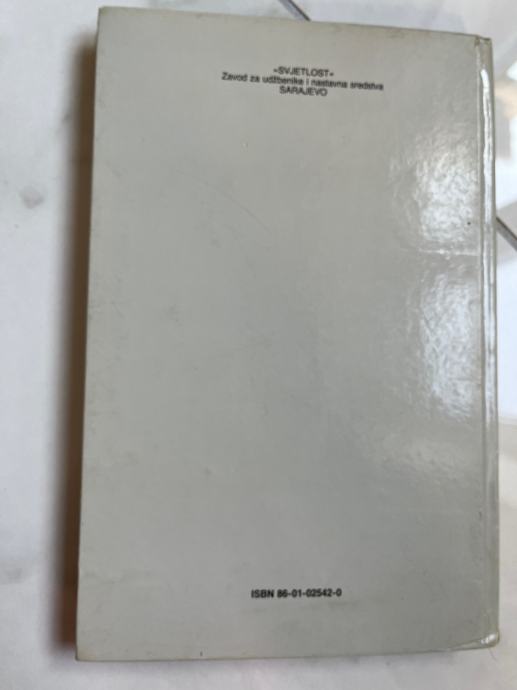 »SVJETLOST«
Zavod za udžbenike i nastavna sredstva
SARAJEVO
ISBN 86-01-02542-0